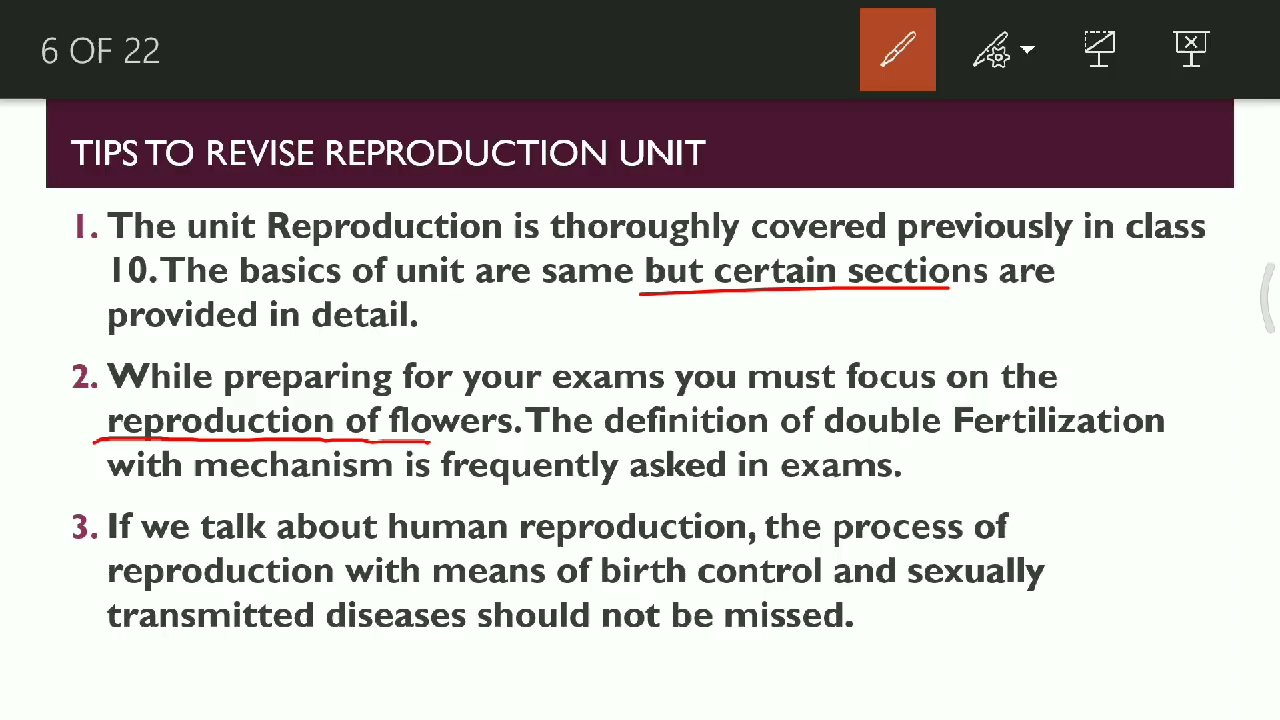 6 OF 22
TIPS TO REVISE REPRODUCTION UNIT
1. The unit Reproduction is thoroughly covered previously in class
10. The basics of unit are same but certain sections are
provided in detail.
2. While preparing for your exams you must focus on the
reproduction of flowers. The definition of double Fertilization
with mechanism is frequently asked in exams.
3. If we talk about human reproduction, the process of
reproduction with means of birth control and sexually
transmitted diseases should not be missed.